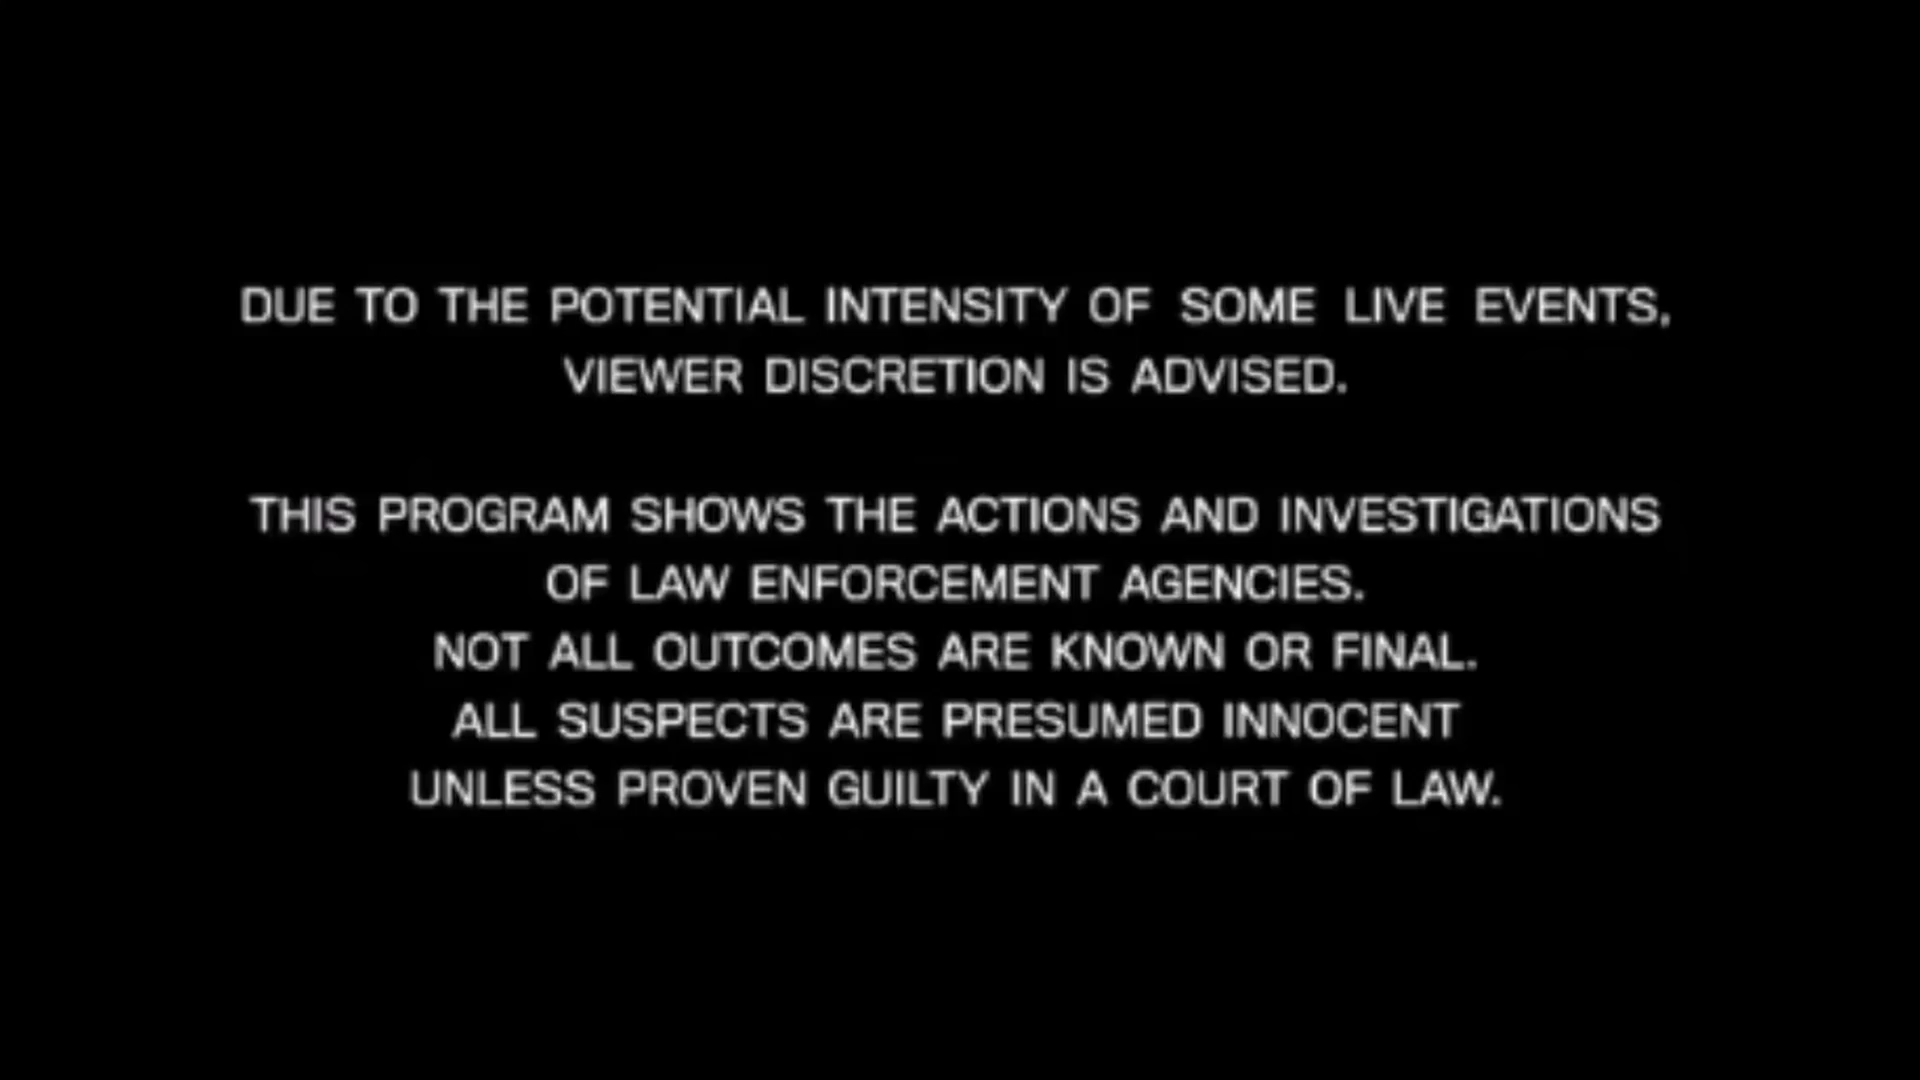 DUE TO THE POTENTIAL INTENSITY OF SOME LIVE EVENTS,
VIEWER DISCRETION IS ADVISED.
THIS PROGRAM SHOWS THE ACTIONS AND INVESTIGATIONS
OF LAW ENFORCEMENT AGENCIES.
NOT ALL OUTCOMES ARE KNOWN OR FINAL.
ALL SUSPECTS ARE PRESUMED INNOCENT
UNLESS PROVEN GUILTY IN A COURT OF LAW.